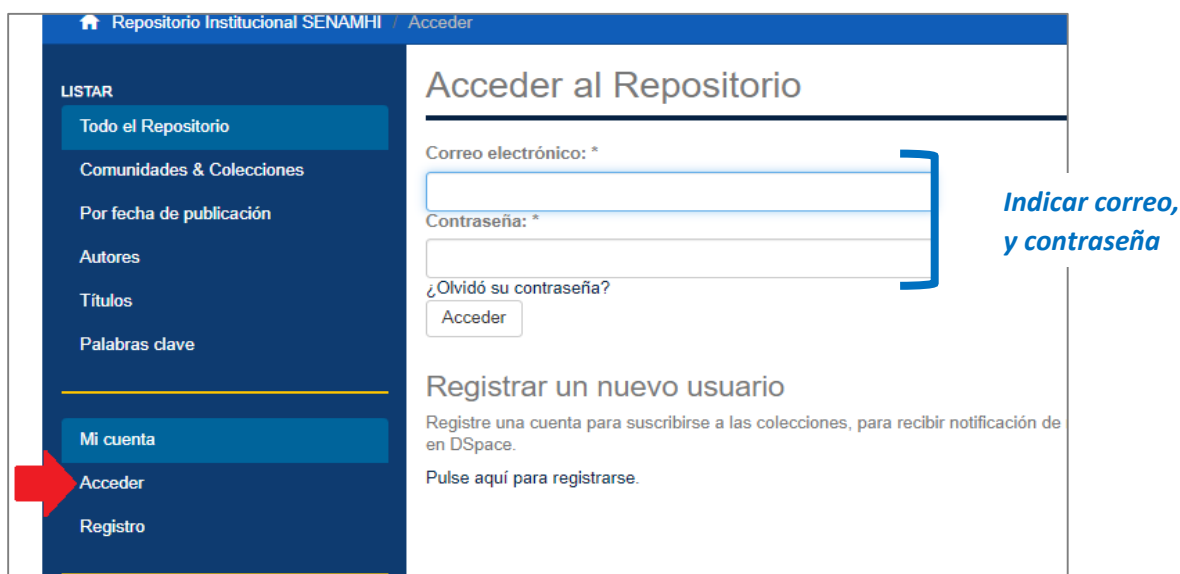 Repositorio Institucional SENAMHI / Acceder
LISTAR
Todo el Repositorio
Comunidades & Colecciones
Por fecha de publicación
Autores
Títulos
Palabras clave
Mi cuenta
Acceder
Registro
Acceder al Repositorio
Correo electrónico: *
Contraseña: *
¿Olvidó su contraseña?
Acceder
Registrar un nuevo usuario
Registre una cuenta para suscribirse a las colecciones, para recibir notificación de
en DSpace.
Pulse aquí para registrarse.
Indicar correo,
y contraseña